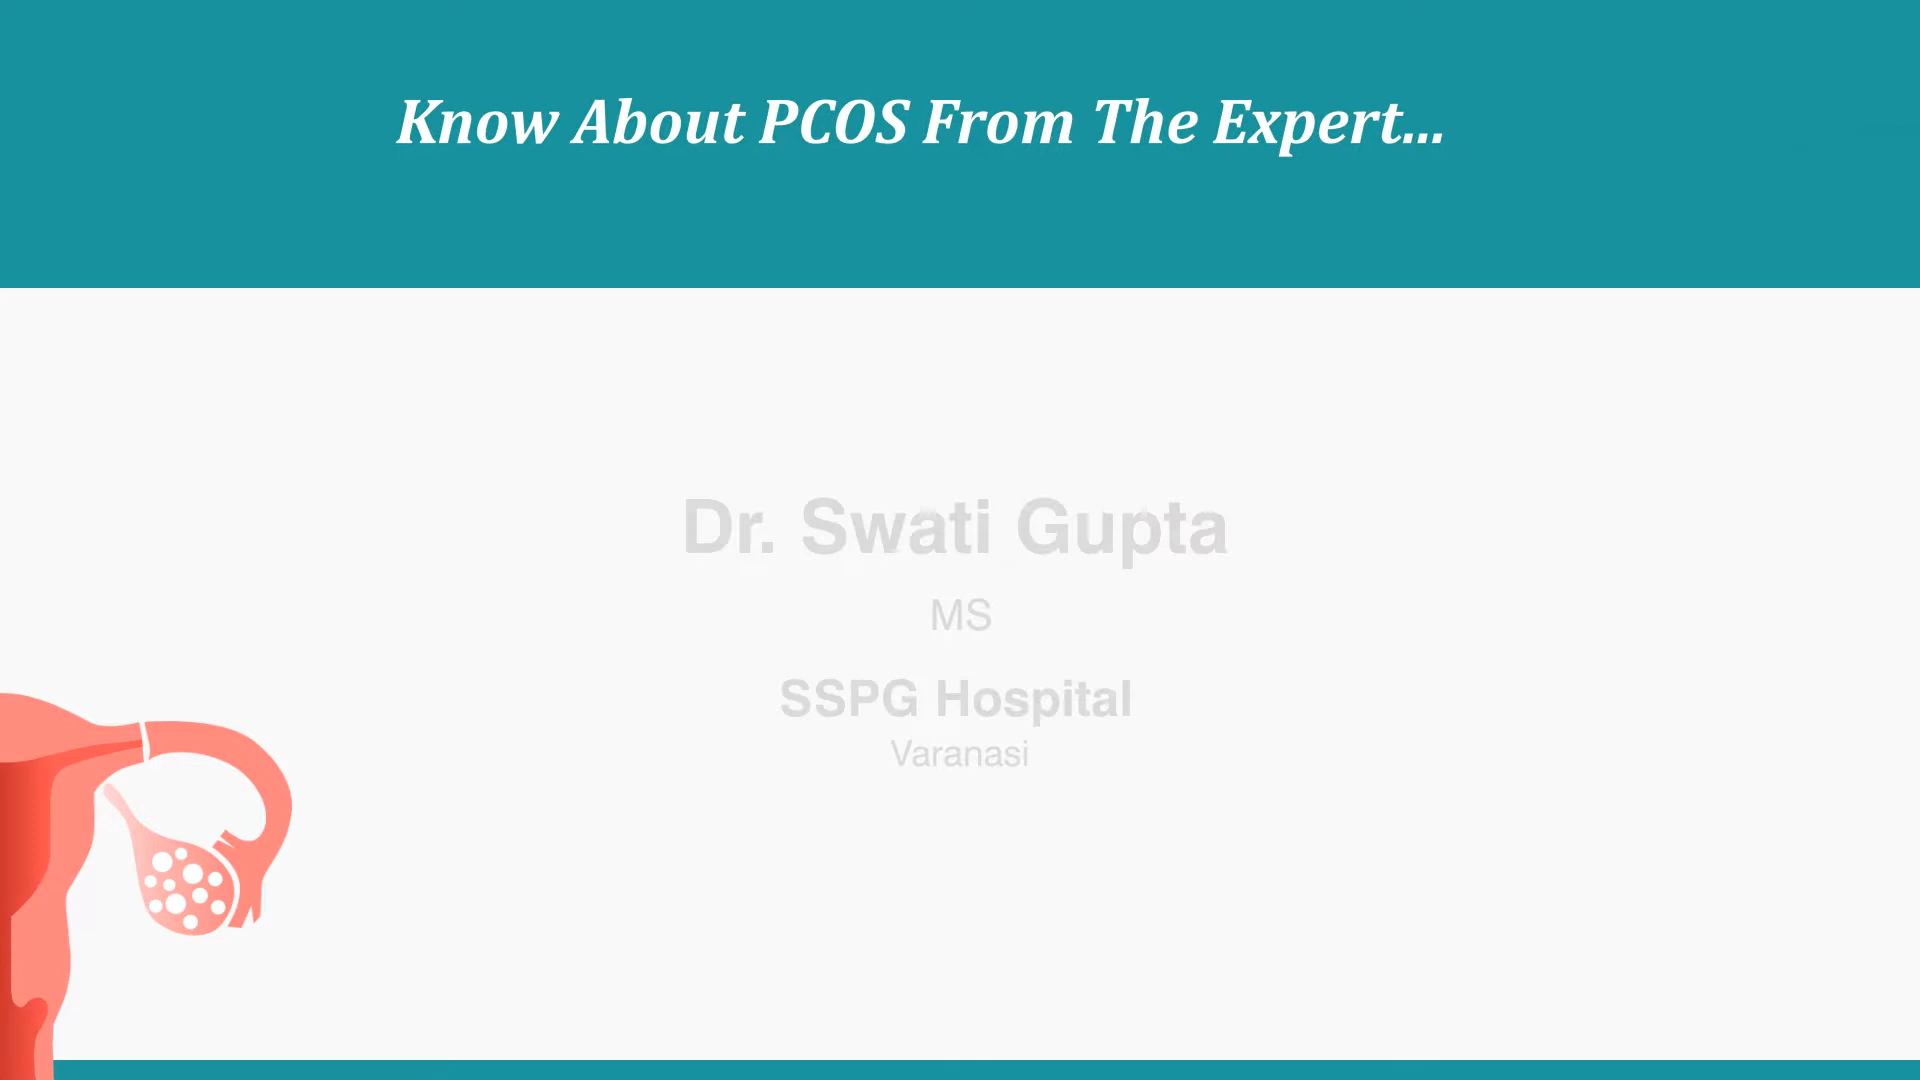 Know About PCOS From The Expert...
Dr. Swati Gupta
MS
SSPG Hospital
Varanasi